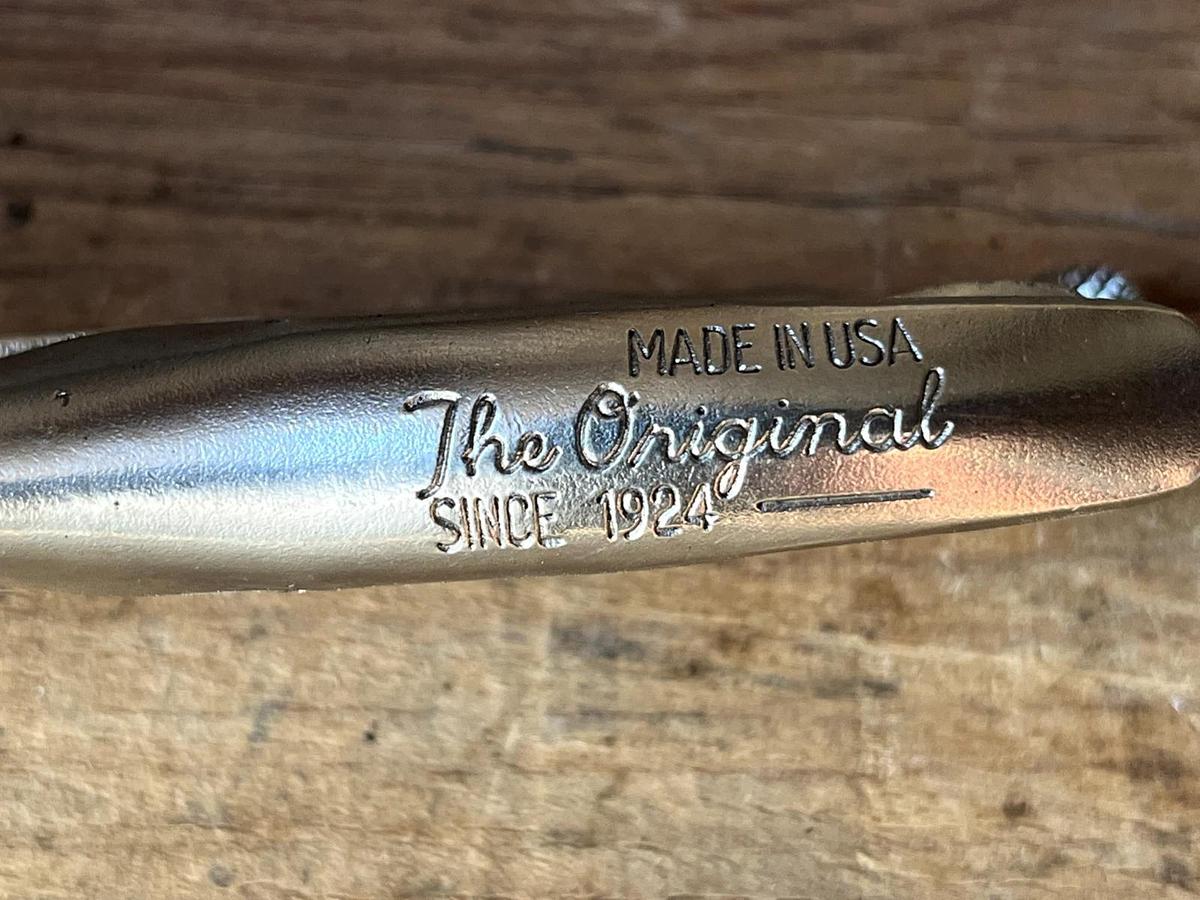 MADE IN USA
The Original
SINCE 1924